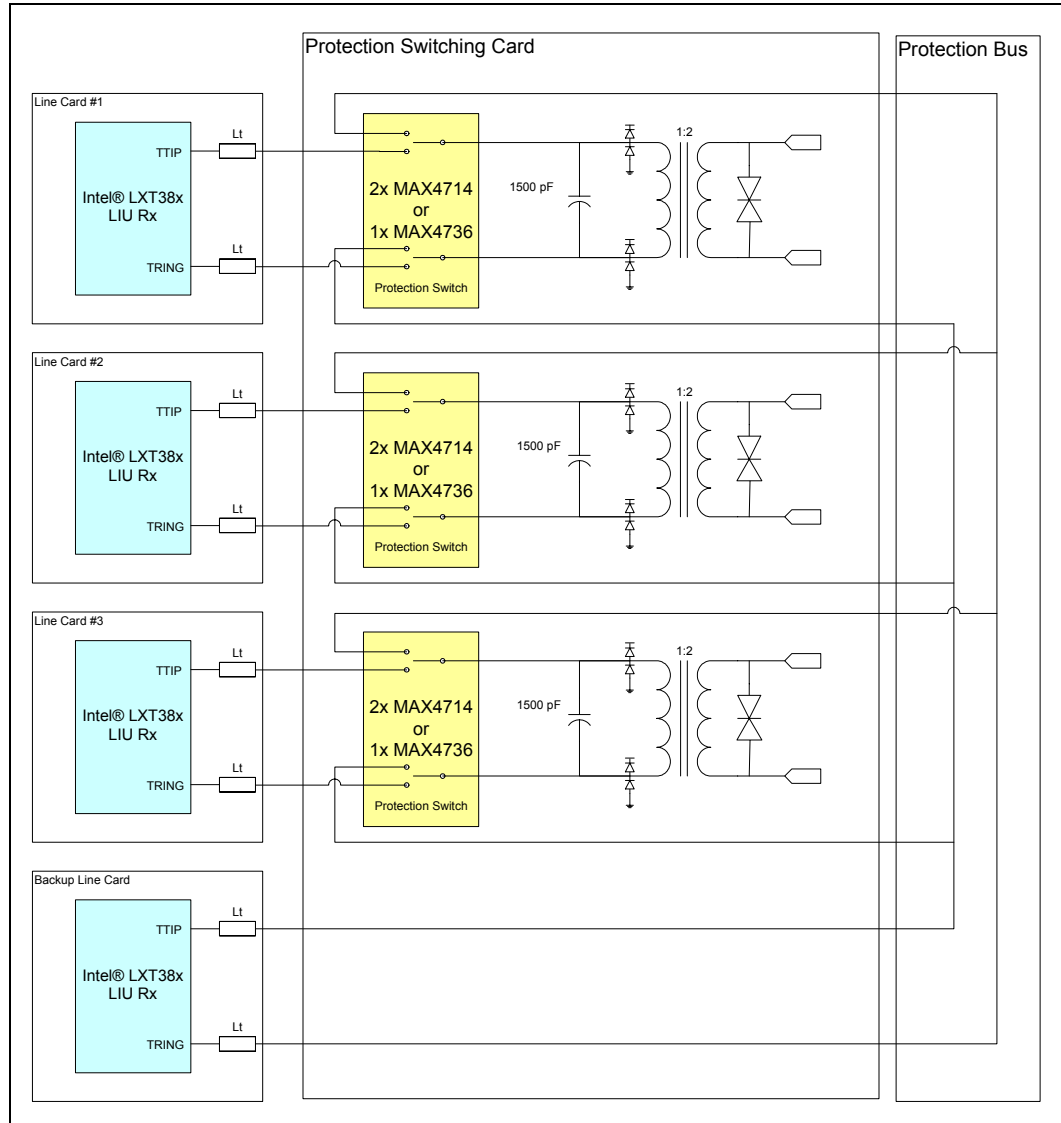 Protection Switching Card
Protection Bus
Line Card #1
Lt
TTIP
Intel® LXT38x
LIU Rx
Lt
TRING
2x MAX4714
or
1x MAX4736
Protection Switch
1500 pF
1:2
Line Card #2
Lt
TTIP
Intel® LXT38x
LIU Rx
Lt
TRING
2x MAX4714
or
1x MAX4736
Protection Switch
1500 pF
1:2
Line Card #3
Lt
TTIP
Intel® LXT38x
LIU Rx
Lt
TRING
2x MAX4714
or
1x MAX4736
Protection Switch
1500 pF
1:2
Backup Line Card
Lt
TTIP
Intel® LXT38x
LIU Rx
Lt
TRING